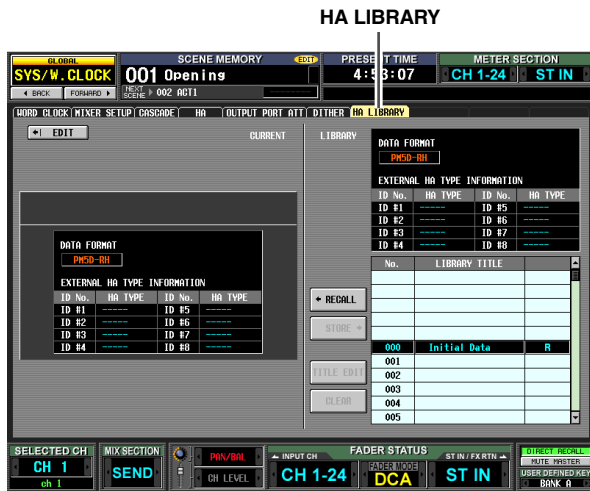 HA LIBRARY
GLOBAL
SYS/W.CLOCK
BACK FORWARD
SCENE MEMORY EDIT
001 Opening
NEXT SCENE 002 ACT1
PRESENT TIME
4:53:07
METER SECTION
CH 1-24 ST IN
WORD CLOCK MIXER SETUP CASCADE HA OUTPUT PORT ATT DITHER HA LIBRARY
EDIT
CURRENT
DATA FORMAT
PM5D-RH
EXTERNAL HA TYPE INFORMATION
ID No. HA TYPE ID No. HA TYPE
ID #1 ----- ID #5 -----
ID #2 ----- ID #6 -----
ID #3 ----- ID #7 -----
ID #4 ----- ID #8 -----
LIBRARY
DATA FORMAT
PM5D-RH
EXTERNAL HA TYPE INFORMATION
ID No. HA TYPE ID No. HA TYPE
ID #1 ----- ID #5 -----
ID #2 ----- ID #6 -----
ID #3 ----- ID #7 -----
ID #4 ----- ID #8 -----
RECALL
STORE
TITLE EDIT
CLEAR
No. LIBRARY TITLE
000 Initial Data R
001
002
003
004
005
SELECTED CH
CH 1
ch 1
MIX SECTION
SEND
PAN/BAL
CH LEVEL
FADER STATUS
INPUT CH
CH 1-24
FADER MODE
DCA
ST IN / FX RTN
ST IN
DIRECT RECALL
MUTE MASTER
USER DEFINED KEY
BANK A